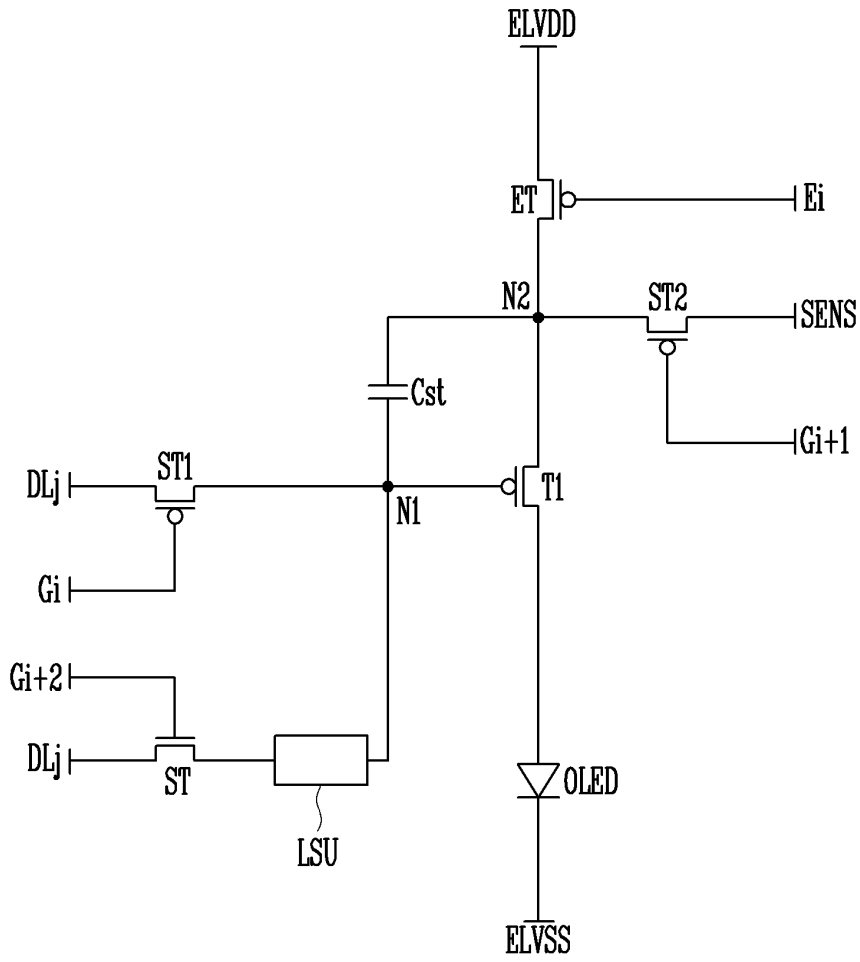 ELVDD
ET
Ei
N2
ST2
SENS
Cst
Gi+1
ST1
DLj
T1
N1
Gi
Gi+2
DLj
ST
OLED
LSU
ELVSS